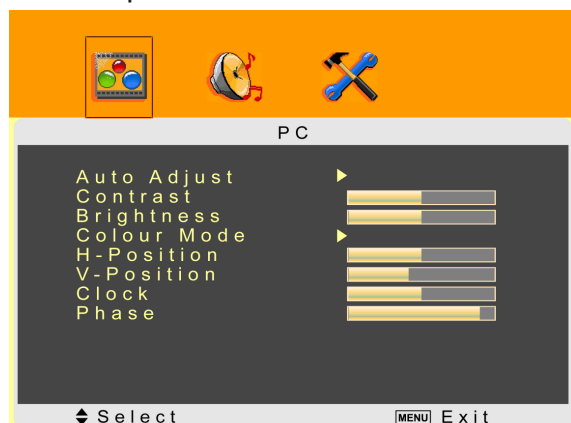 PC
Auto Adjust
Contrast
Brightness
Colour Mode
H-Position
V-Position
Clock
Phase
Select MENU Exit